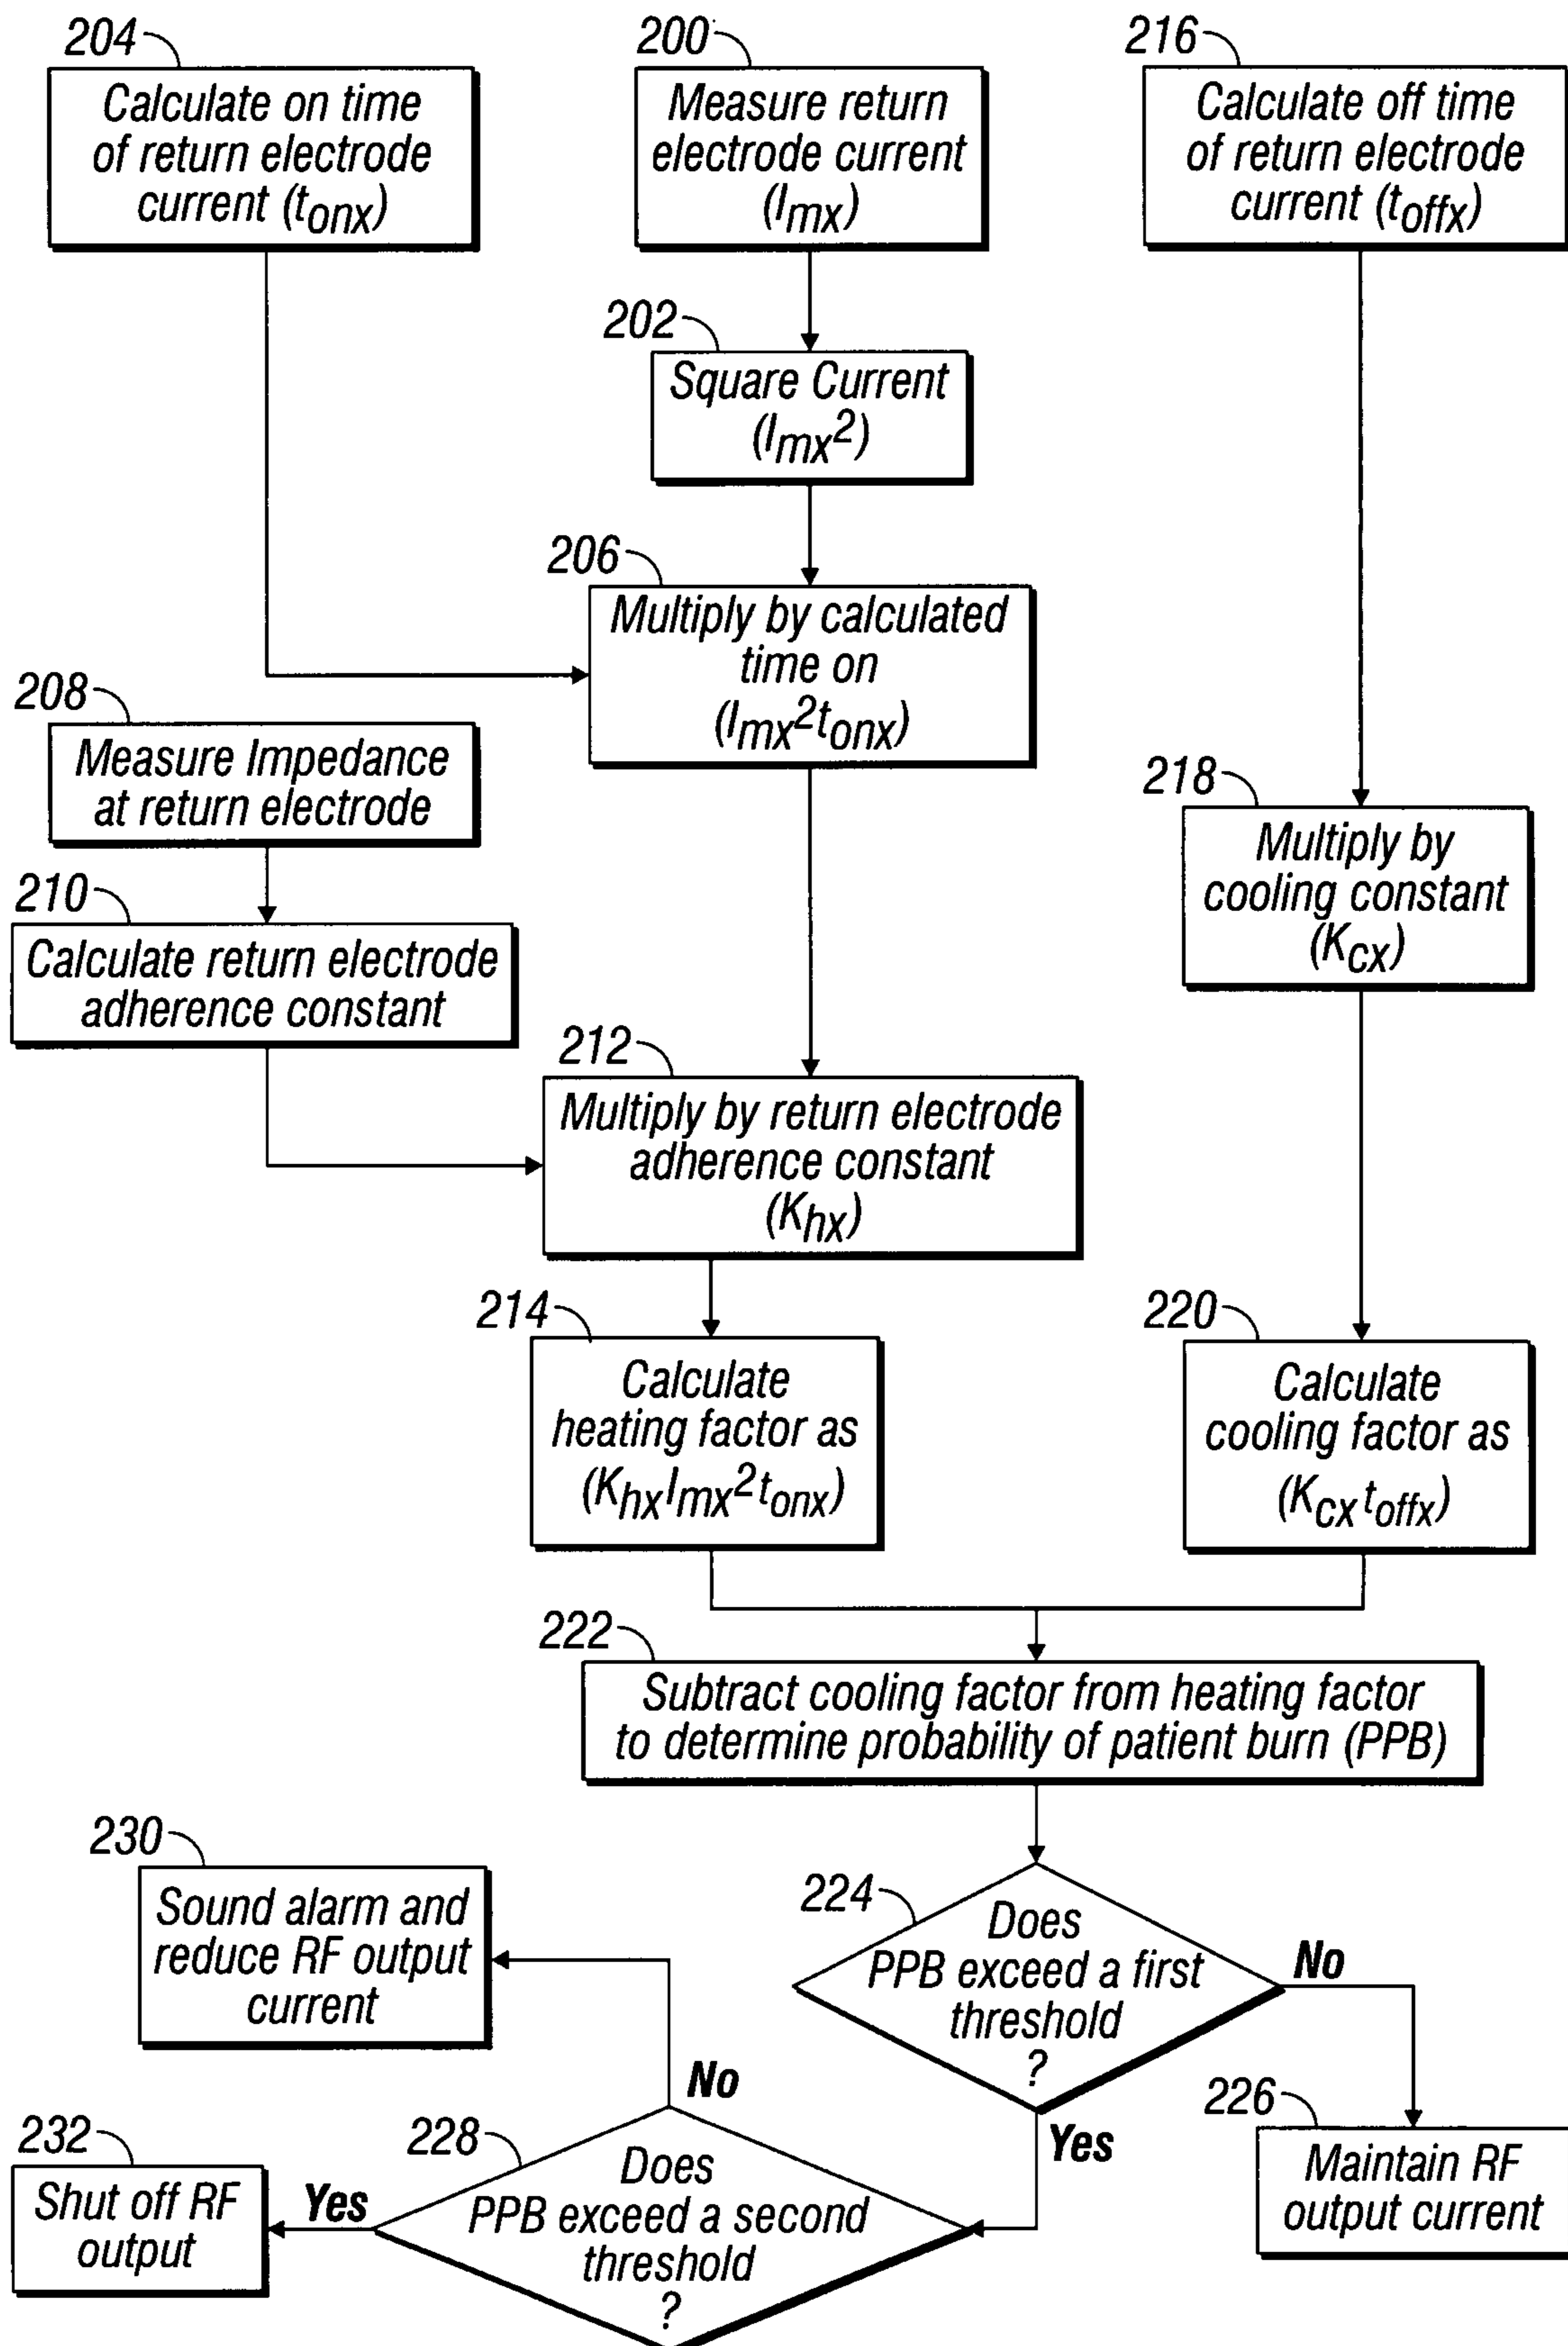 204
Calculate on time
of return electrode
current (tonx)
200
Measure return
electrode current
(Imx)
216
Calculate off time
of return electrode
current (toffx)
202
Square Current
(Imx2)
206
Multiply by calculated
time on
(Imx2tonx)
208
Measure Impedance
at return electrode
210
Calculate return electrode
adherence constant
218
Multiply by
cooling constant
(Kcx)
212
Multiply by return electrode
adherence constant
(Khx)
214
Calculate
heating factor as
(KhxImx2tonx)
220
Calculate
cooling factor as
(Kcx toffx)
222
Subtract cooling factor from heating factor
to determine probability of patient burn (PPB)
224
Does
PPB exceed a first
threshold
?
No
Yes
226
Maintain RF
output current
228
Does
PPB exceed a second
threshold
?
No
Yes
230
Sound alarm and
reduce RF output
current
232
Shut off RF
output